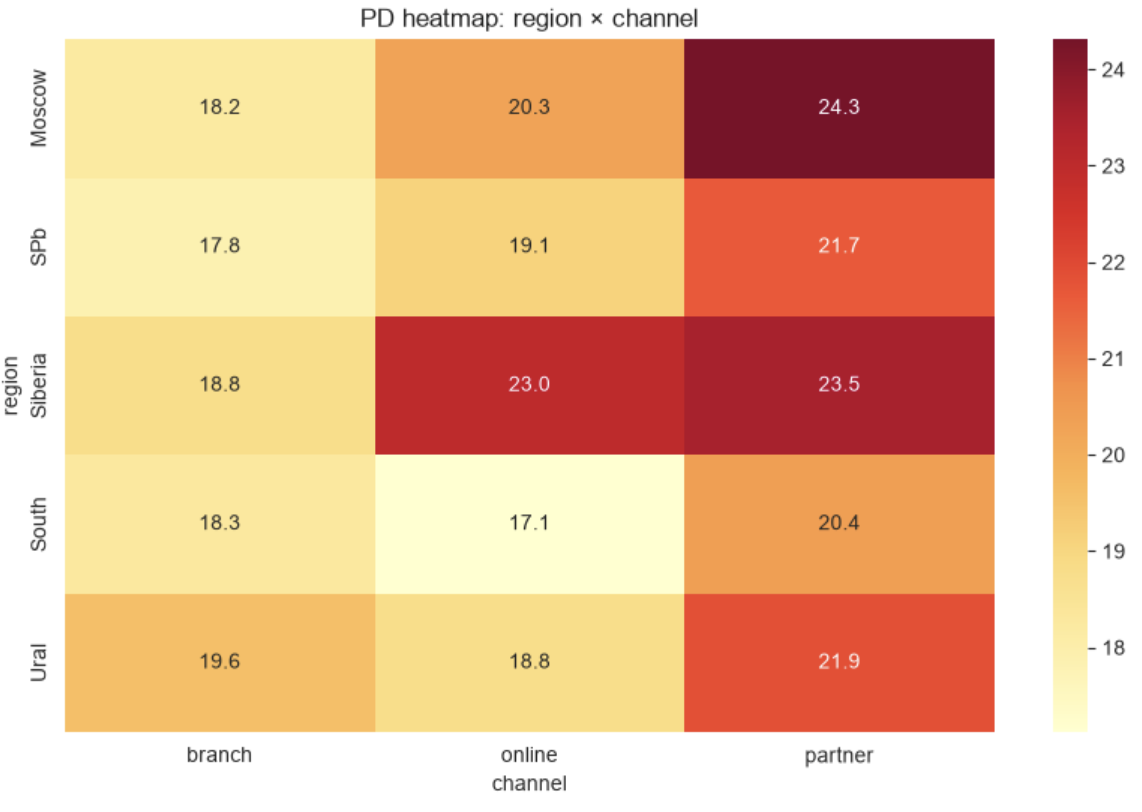 PD heatmap: region × channel
Moscow 18.2 20.3 24.3
SPb 17.8 19.1 21.7
region
Siberia 18.8 23.0 23.5
South 18.3 17.1 20.4
Ural 19.6 18.8 21.9
branch online partner
channel
24
23
22
21
20
19
18